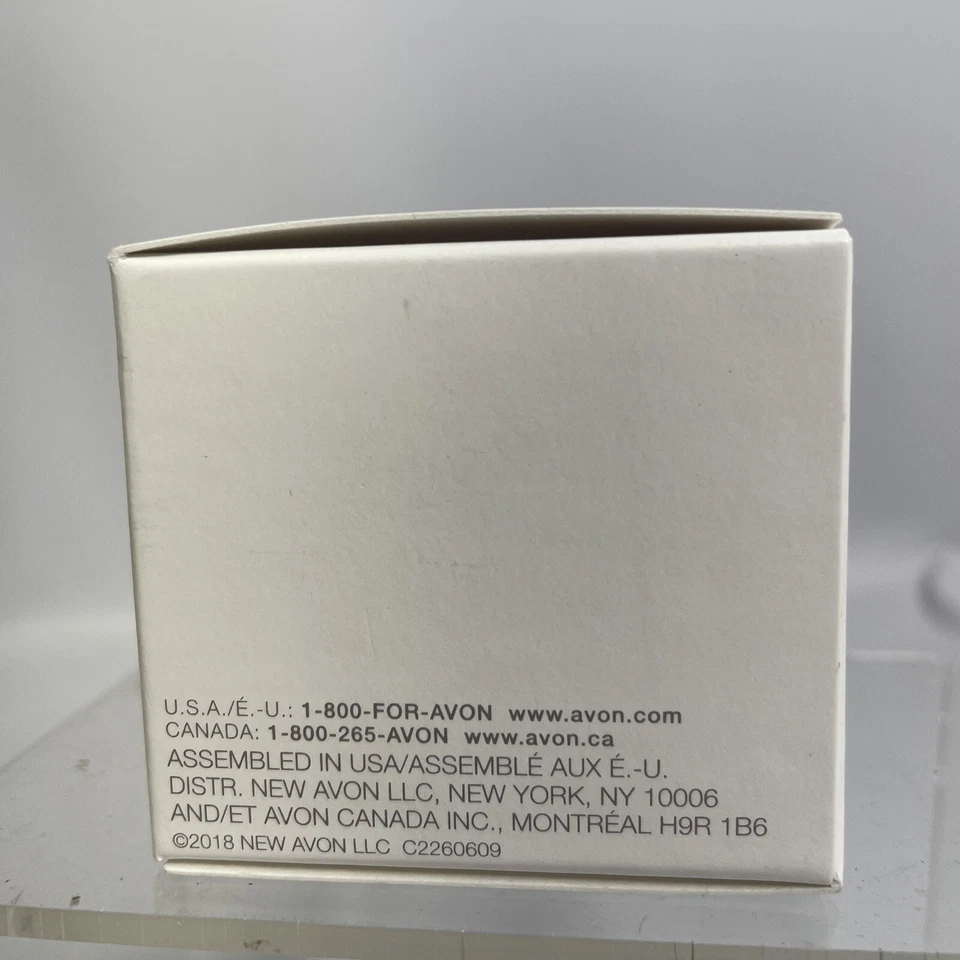 U.S.A./É.-U.: 1-800-FOR-AVON www.avon.com
CANADA: 1-800-265-AVON www.avon.ca
ASSEMBLED IN USA/ASSEMBLÉ AUX É.-U.
DISTR. NEW AVON LLC, NEW YORK, NY 10006
AND/ET AVON CANADA INC., MONTRÉAL H9R 1B6
©2018 NEW AVON LLC C2260609